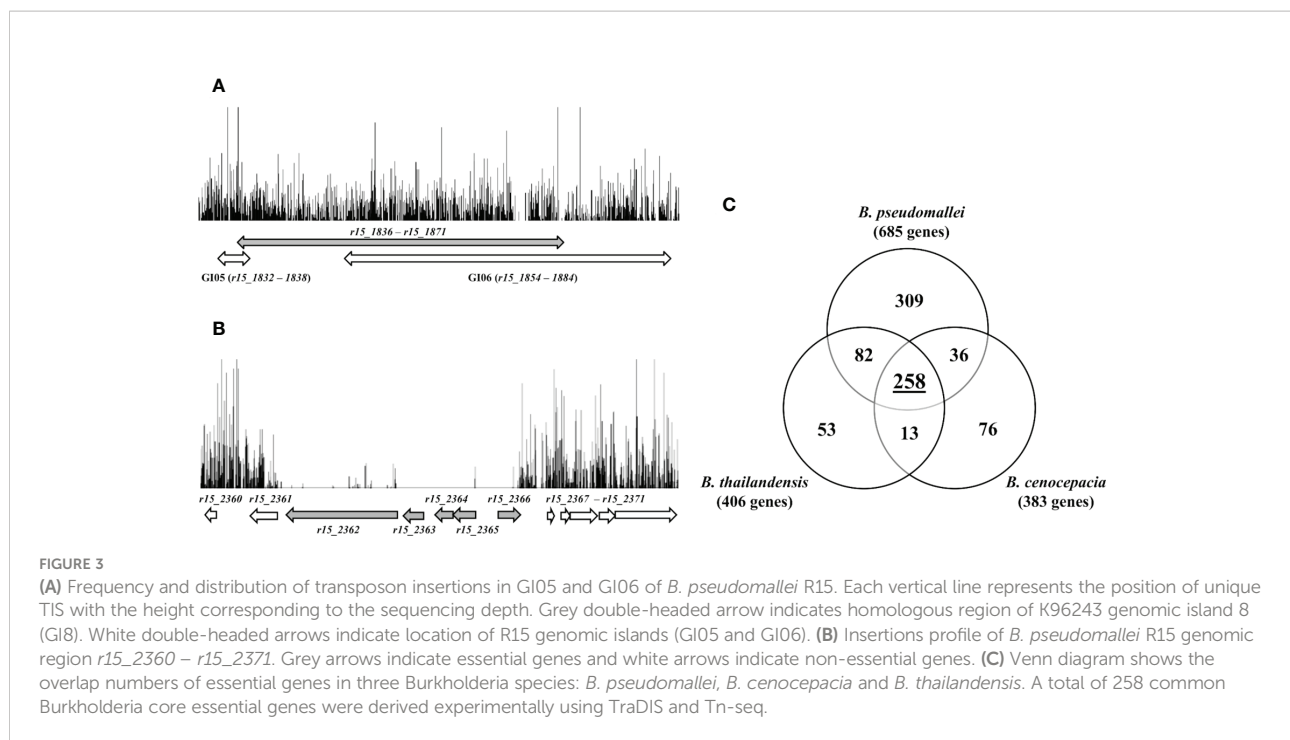 A
r15_1836 – r15_1871
GI05 (r15_1832 – 1838)
GI06 (r15_1854 – 1884)
B
r15_2360
r15_2361
r15_2362
r15_2363
r15_2364
r15_2365
r15_2366
r15_2367 – r15_2371
C
B. pseudomallei
(685 genes)
309
82
36
258
53
13
76
B. thailandensis
(406 genes)
B. cenocepacia
(383 genes)
FIGURE 3
(A) Frequency and distribution of transposon insertions in GI05 and GI06 of B. pseudomallei R15. Each vertical line represents the position of unique
TIS with the height corresponding to the sequencing depth. Grey double-headed arrow indicates homologous region of K96243 genomic island 8
(GI8). White double-headed arrows indicate location of R15 genomic islands (GI05 and GI06). (B) Insertions profile of B. pseudomallei R15 genomic
region r15_2360 – r15_2371. Grey arrows indicate essential genes and white arrows indicate non-essential genes. (C) Venn diagram shows the
overlap numbers of essential genes in three Burkholderia species: B. pseudomallei, B. cenocepacia and B. thailandensis. A total of 258 common
Burkholderia core essential genes were derived experimentally using TraDIS and Tn-seq.